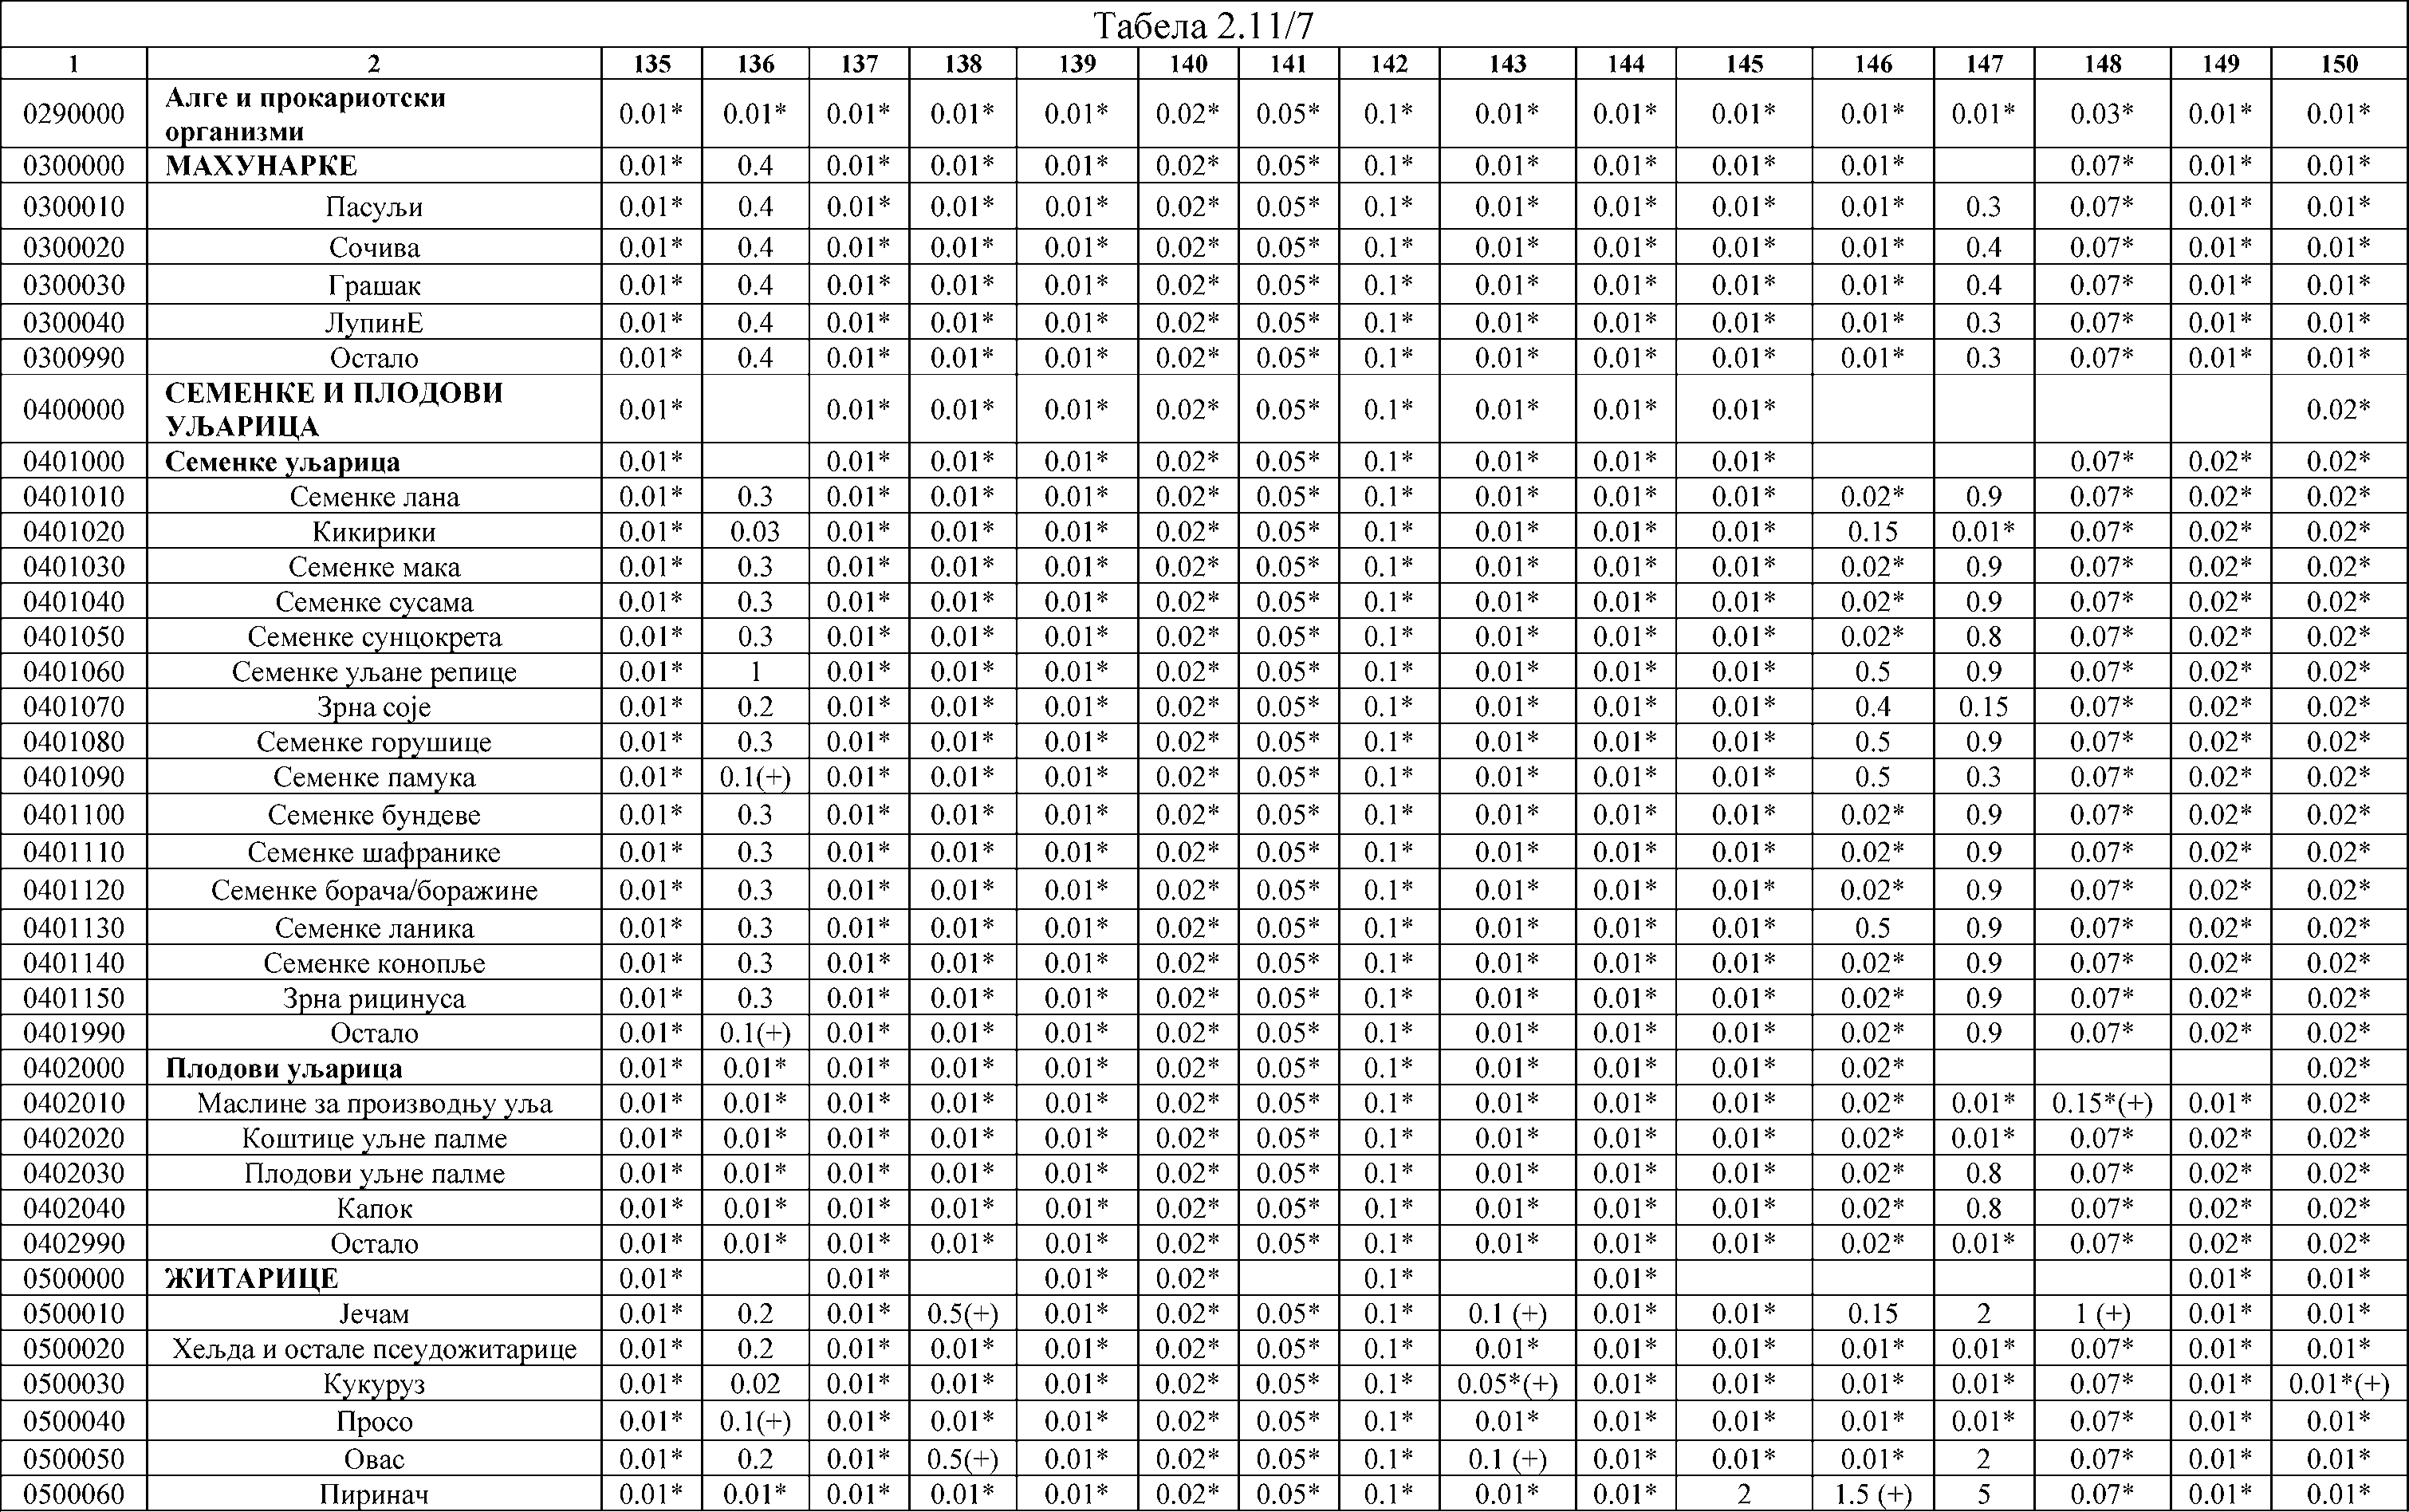 Табела 2.11/7
1 2 135 136 137 138 139 140 141 142 143 144 145 146 147 148 149 150
0290000 Алге и прокариотски организми 0.01* 0.01* 0.01* 0.01* 0.01* 0.02* 0.05* 0.1* 0.01* 0.01* 0.01* 0.01* 0.01* 0.03* 0.01* 0.01*
0300000 МАХУНАРКЕ 0.01* 0.4 0.01* 0.01* 0.01* 0.02* 0.05* 0.1* 0.01* 0.01* 0.01* 0.01* 0.07* 0.01* 0.01*
0300010 Пасуљи 0.01* 0.4 0.01* 0.01* 0.01* 0.02* 0.05* 0.1* 0.01* 0.01* 0.01* 0.01* 0.3 0.07* 0.01* 0.01*
0300020 Сочива 0.01* 0.4 0.01* 0.01* 0.01* 0.02* 0.05* 0.1* 0.01* 0.01* 0.01* 0.01* 0.4 0.07* 0.01* 0.01*
0300030 Грашак 0.01* 0.4 0.01* 0.01* 0.01* 0.02* 0.05* 0.1* 0.01* 0.01* 0.01* 0.01* 0.4 0.07* 0.01* 0.01*
0300040 ЛупинЕ 0.01* 0.4 0.01* 0.01* 0.01* 0.02* 0.05* 0.1* 0.01* 0.01* 0.01* 0.01* 0.3 0.07* 0.01* 0.01*
0300990 Остало 0.01* 0.4 0.01* 0.01* 0.01* 0.02* 0.05* 0.1* 0.01* 0.01* 0.01* 0.01* 0.3 0.07* 0.01* 0.01*
0400000 СЕМЕНКЕ И ПЛОДОВИ УЉАРИЦА 0.01* 0.01* 0.01* 0.01* 0.02* 0.05* 0.1* 0.01* 0.01* 0.01* 0.02*
0401000 Семенке уљарица 0.01* 0.01* 0.01* 0.01* 0.02* 0.05* 0.1* 0.01* 0.01* 0.01* 0.07* 0.02* 0.02*
0401010 Семенке лана 0.01* 0.3 0.01* 0.01* 0.01* 0.02* 0.05* 0.1* 0.01* 0.01* 0.01* 0.02* 0.9 0.07* 0.02* 0.02*
0401020 Кикирики 0.01* 0.03 0.01* 0.01* 0.01* 0.02* 0.05* 0.1* 0.01* 0.01* 0.01* 0.15 0.01* 0.07* 0.02* 0.02*
0401030 Семенке мака 0.01* 0.3 0.01* 0.01* 0.01* 0.02* 0.05* 0.1* 0.01* 0.01* 0.01* 0.02* 0.9 0.07* 0.02* 0.02*
0401040 Семенке сусама 0.01* 0.3 0.01* 0.01* 0.01* 0.02* 0.05* 0.1* 0.01* 0.01* 0.01* 0.02* 0.9 0.07* 0.02* 0.02*
0401050 Семенке сунцокрета 0.01* 0.3 0.01* 0.01* 0.01* 0.02* 0.05* 0.1* 0.01* 0.01* 0.01* 0.02* 0.8 0.07* 0.02* 0.02*
0401060 Семенке уљане репице 0.01* 1 0.01* 0.01* 0.01* 0.02* 0.05* 0.1* 0.01* 0.01* 0.01* 0.5 0.9 0.07* 0.02* 0.02*
0401070 Зрна соје 0.01* 0.2 0.01* 0.01* 0.01* 0.02* 0.05* 0.1* 0.01* 0.01* 0.01* 0.4 0.15 0.07* 0.02* 0.02*
0401080 Семенке горушице 0.01* 0.3 0.01* 0.01* 0.01* 0.02* 0.05* 0.1* 0.01* 0.01* 0.01* 0.5 0.9 0.07* 0.02* 0.02*
0401090 Семенке памука 0.01* 0.1(+) 0.01* 0.01* 0.01* 0.02* 0.05* 0.1* 0.01* 0.01* 0.01* 0.5 0.3 0.07* 0.02* 0.02*
0401100 Семенке бундеве 0.01* 0.3 0.01* 0.01* 0.01* 0.02* 0.05* 0.1* 0.01* 0.01* 0.01* 0.02* 0.9 0.07* 0.02* 0.02*
0401110 Семенке шафранике 0.01* 0.3 0.01* 0.01* 0.01* 0.02* 0.05* 0.1* 0.01* 0.01* 0.01* 0.02* 0.9 0.07* 0.02* 0.02*
0401120 Семенке борача/боражине 0.01* 0.3 0.01* 0.01* 0.01* 0.02* 0.05* 0.1* 0.01* 0.01* 0.01* 0.02* 0.9 0.07* 0.02* 0.02*
0401130 Семенке ланика 0.01* 0.3 0.01* 0.01* 0.01* 0.02* 0.05* 0.1* 0.01* 0.01* 0.01* 0.5 0.9 0.07* 0.02* 0.02*
0401140 Семенке конопље 0.01* 0.3 0.01* 0.01* 0.01* 0.02* 0.05* 0.1* 0.01* 0.01* 0.01* 0.02* 0.9 0.07* 0.02* 0.02*
0401150 Зрна рицинуса 0.01* 0.3 0.01* 0.01* 0.01* 0.02* 0.05* 0.1* 0.01* 0.01* 0.01* 0.02* 0.9 0.07* 0.02* 0.02*
0401990 Остало 0.01* 0.1(+) 0.01* 0.01* 0.01* 0.02* 0.05* 0.1* 0.01* 0.01* 0.01* 0.02* 0.9 0.07* 0.02* 0.02*
0402000 Плодови уљарица 0.01* 0.01* 0.01* 0.01* 0.01* 0.02* 0.05* 0.1* 0.01* 0.01* 0.01* 0.02* 0.02*
0402010 Маслине за производњу уља 0.01* 0.01* 0.01* 0.01* 0.01* 0.02* 0.05* 0.1* 0.01* 0.01* 0.01* 0.02* 0.01* 0.15*(+) 0.01* 0.02*
0402020 Коштице уљне палме 0.01* 0.01* 0.01* 0.01* 0.01* 0.02* 0.05* 0.1* 0.01* 0.01* 0.01* 0.02* 0.01* 0.07* 0.02* 0.02*
0402030 Плодови уљне палме 0.01* 0.01* 0.01* 0.01* 0.01* 0.02* 0.05* 0.1* 0.01* 0.01* 0.01* 0.02* 0.8 0.07* 0.02* 0.02*
0402040 Капок 0.01* 0.01* 0.01* 0.01* 0.01* 0.02* 0.05* 0.1* 0.01* 0.01* 0.01* 0.02* 0.8 0.07* 0.02* 0.02*
0402990 Остало 0.01* 0.01* 0.01* 0.01* 0.01* 0.02* 0.05* 0.1* 0.01* 0.01* 0.01* 0.02* 0.01* 0.07* 0.02* 0.02*
0500000 ЖИТАРИЦЕ 0.01* 0.01* 0.01* 0.02* 0.1* 0.01* 0.01* 0.01*
0500010 Јечам 0.01* 0.2 0.01* 0.5(+) 0.01* 0.02* 0.05* 0.1* 0.1 (+) 0.01* 0.01* 0.15 2 1 (+) 0.01* 0.01*
0500020 Хељда и остале псеудожитарице 0.01* 0.2 0.01* 0.01* 0.01* 0.02* 0.05* 0.1* 0.01* 0.01* 0.01* 0.01* 0.01* 0.07* 0.01* 0.01*
0500030 Кукуруз 0.01* 0.02 0.01* 0.01* 0.01* 0.02* 0.05* 0.1* 0.05*(+) 0.01* 0.01* 0.01* 0.01* 0.07* 0.01* 0.01*(+)
0500040 Просо 0.01* 0.1(+) 0.01* 0.01* 0.01* 0.02* 0.05* 0.1* 0.01* 0.01* 0.01* 0.01* 0.01* 0.07* 0.01* 0.01*
0500050 Овас 0.01* 0.2 0.01* 0.5(+) 0.01* 0.02* 0.05* 0.1* 0.1 (+) 0.01* 0.01* 0.01* 2 0.07* 0.01* 0.01*
0500060 Пиринач 0.01* 0.01* 0.01* 0.01* 0.01* 0.02* 0.05* 0.1* 0.01* 0.01* 2 1.5 (+) 5 0.07* 0.01* 0.01*